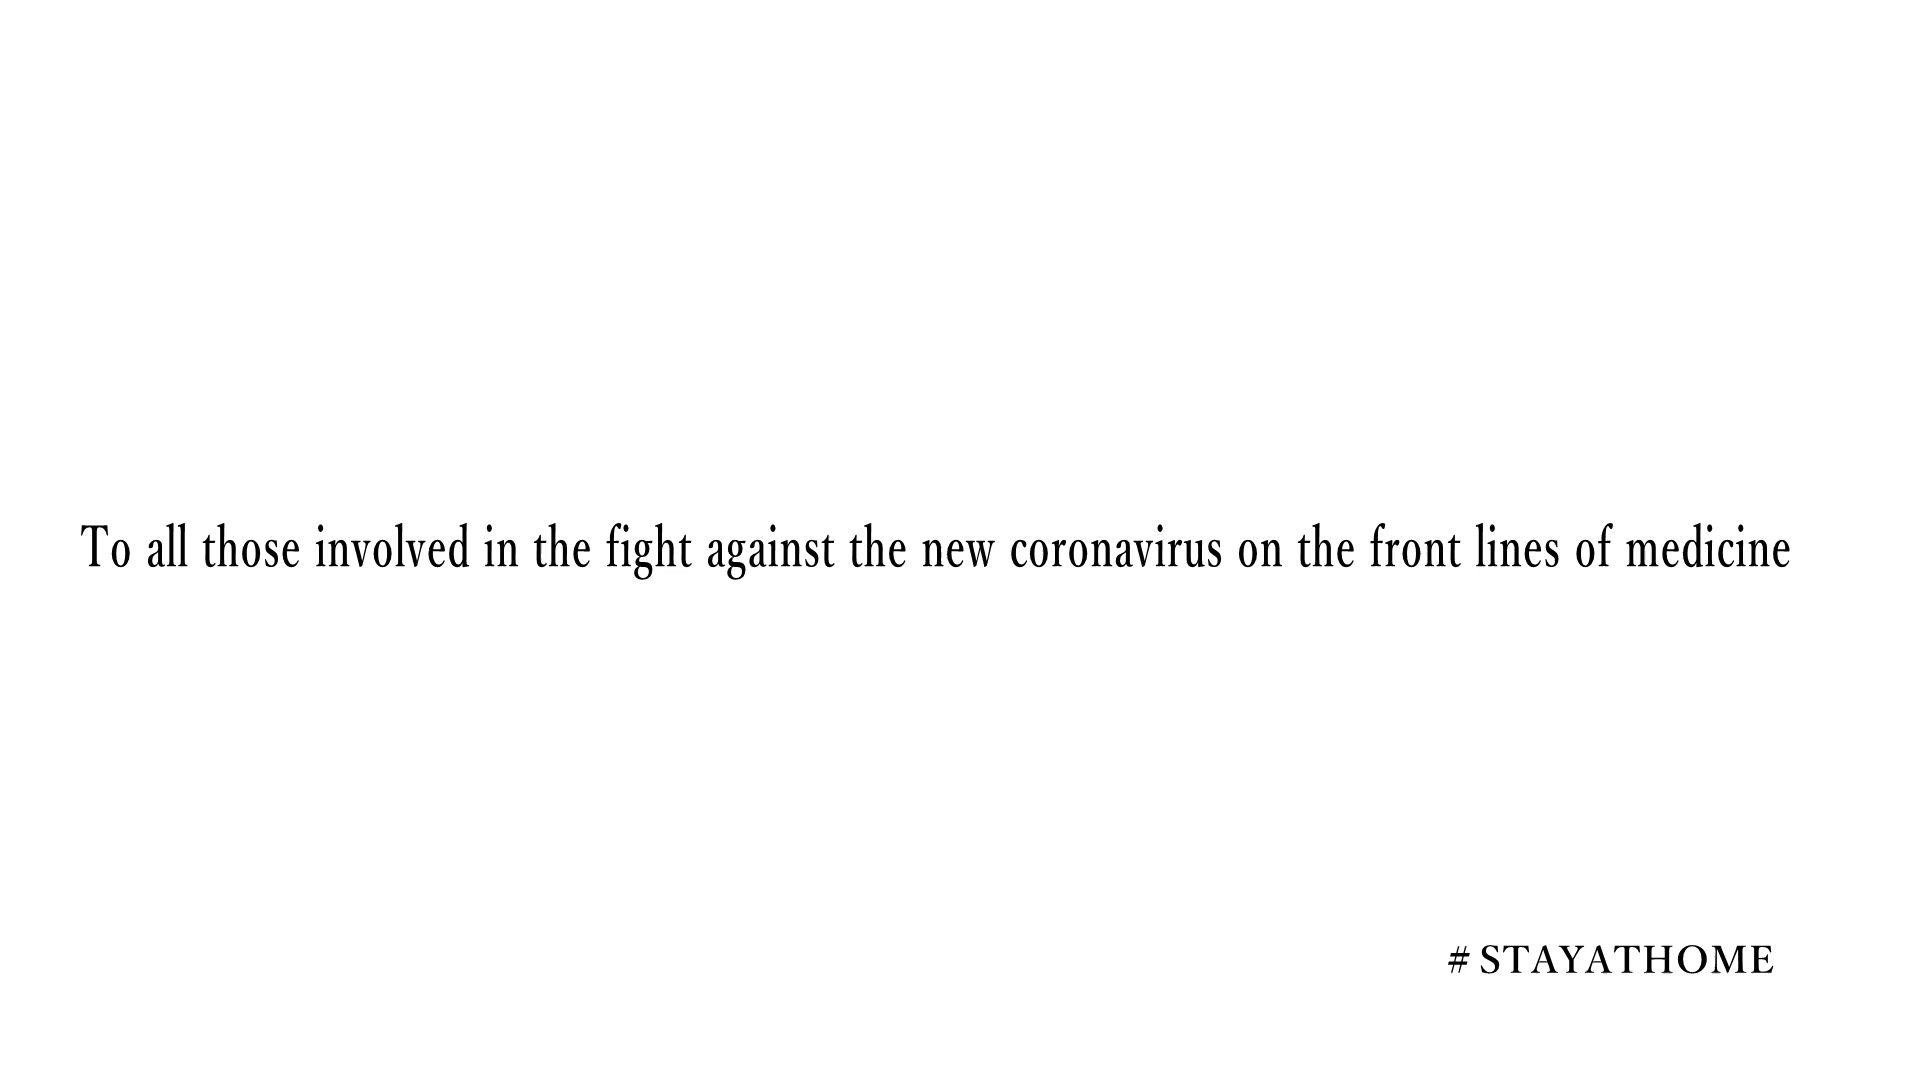 To all those involved in the fight against the new coronavirus on the front lines of medicine
# STAYATHOME